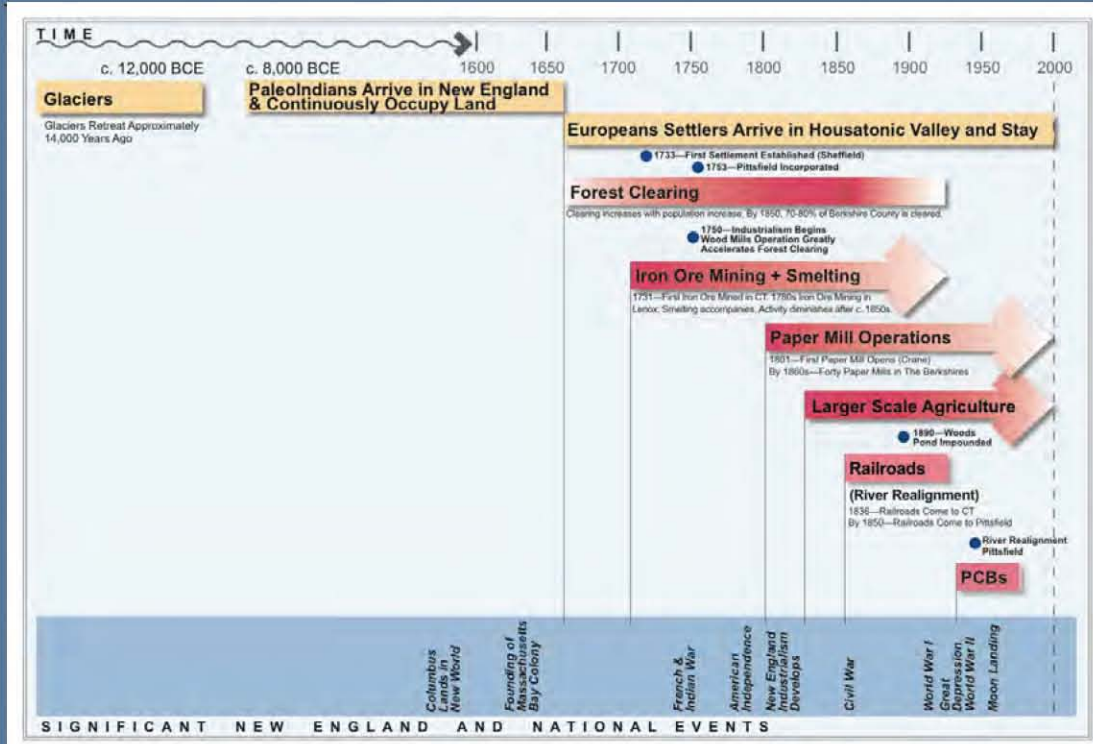 TIME
c. 12,000 BCE
c. 8,000 BCE
1600
1650
1700
1750
1800
1850
1900
1950
2000
Glaciers
Glaciers Retreat Approximately
14,000 Years Ago
PaleoIndians Arrive in New England
& Continuously Occupy Land
Europeans Settlers Arrive in Housatonic Valley and Stay
1733—First Settlement Established (Sheffield)
1753—Pittsfield Incorporated
Forest Clearing
Clearing increases with population increase. By 1850, 70-80% of Berkshire County is cleared.
1750—Industrialism Begins
Wood Mills Operation Greatly
Accelerates Forest Clearing
Iron Ore Mining + Smelting
1731—First Iron Ore Mined in CT. 1780s Iron Ore Mining in
Lenox. Smelting accompanies. Activity diminishes after c. 1850s.
Paper Mill Operations
1801—First Paper Mill Opens (Crane)
By 1860s—Forty Paper Mills in The Berkshires
Larger Scale Agriculture
1890—Woods
Pond Impounded
Railroads
(River Realignment)
1836—Railroads Come to CT
By 1850—Railroads Come to Pittsfield
River Realignment
Pittsfield
PCBs
Columbus
Lands in
New World
Founding of
Massachusetts
Bay Colony
French &
Indian War
American
Independence
New England
Industrialism
Develops
Civil War
World War I
Great
Depression
World War II
Moon Landing
SIGNIFICANT NEW ENGLAND AND NATIONAL EVENTS